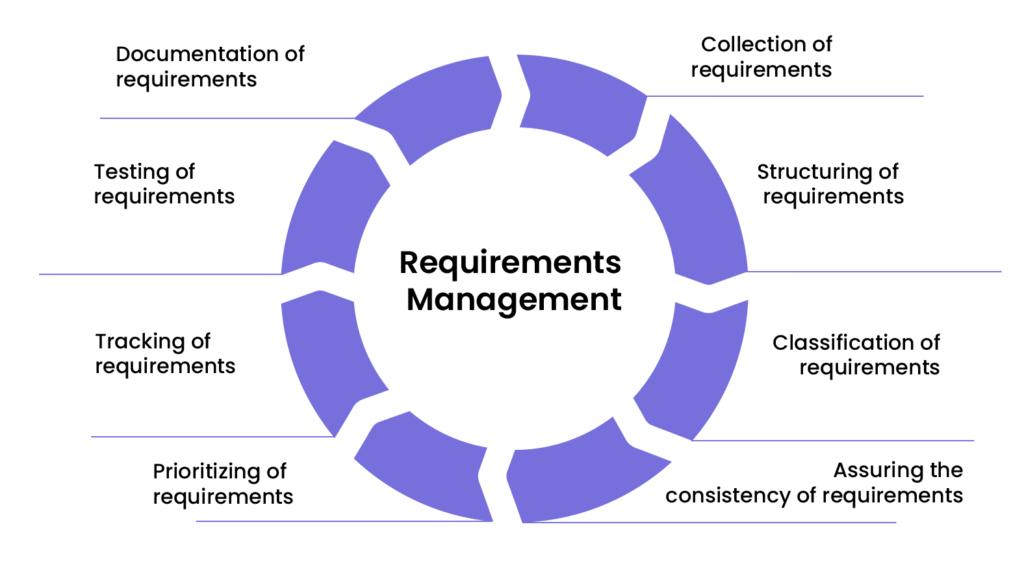 Documentation of
requirements
Collection of
requirements
Testing of
requirements
Structuring of
requirements
Requirements
Management
Tracking of
requirements
Classification of
requirements
Prioritizing of
requirements
Assuring the
consistency of requirements